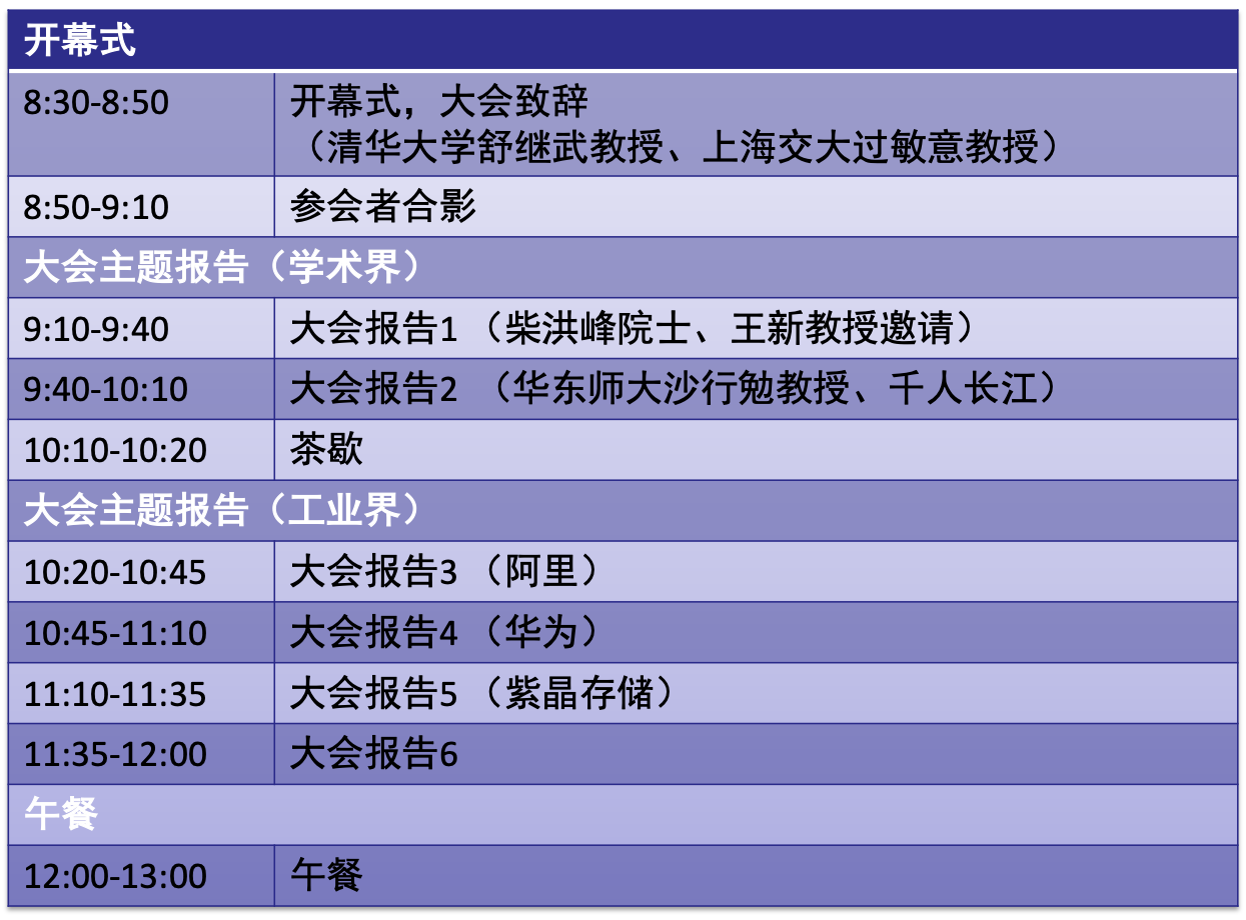 开幕式
8:30-8:50 开幕式，大会致辞
（清华大学舒继武教授、上海交大过敏意教授）
8:50-9:10 参会者合影
大会主题报告（学术界）
9:10-9:40 大会报告1 （柴洪峰院士、王新教授邀请）
9:40-10:10 大会报告2 （华东师大沙行勉教授、千人长江）
10:10-10:20 茶歇
大会主题报告（工业界）
10:20-10:45 大会报告3 （阿里）
10:45-11:10 大会报告4 （华为）
11:10-11:35 大会报告5 （紫晶存储）
11:35-12:00 大会报告6
午餐
12:00-13:00 午餐